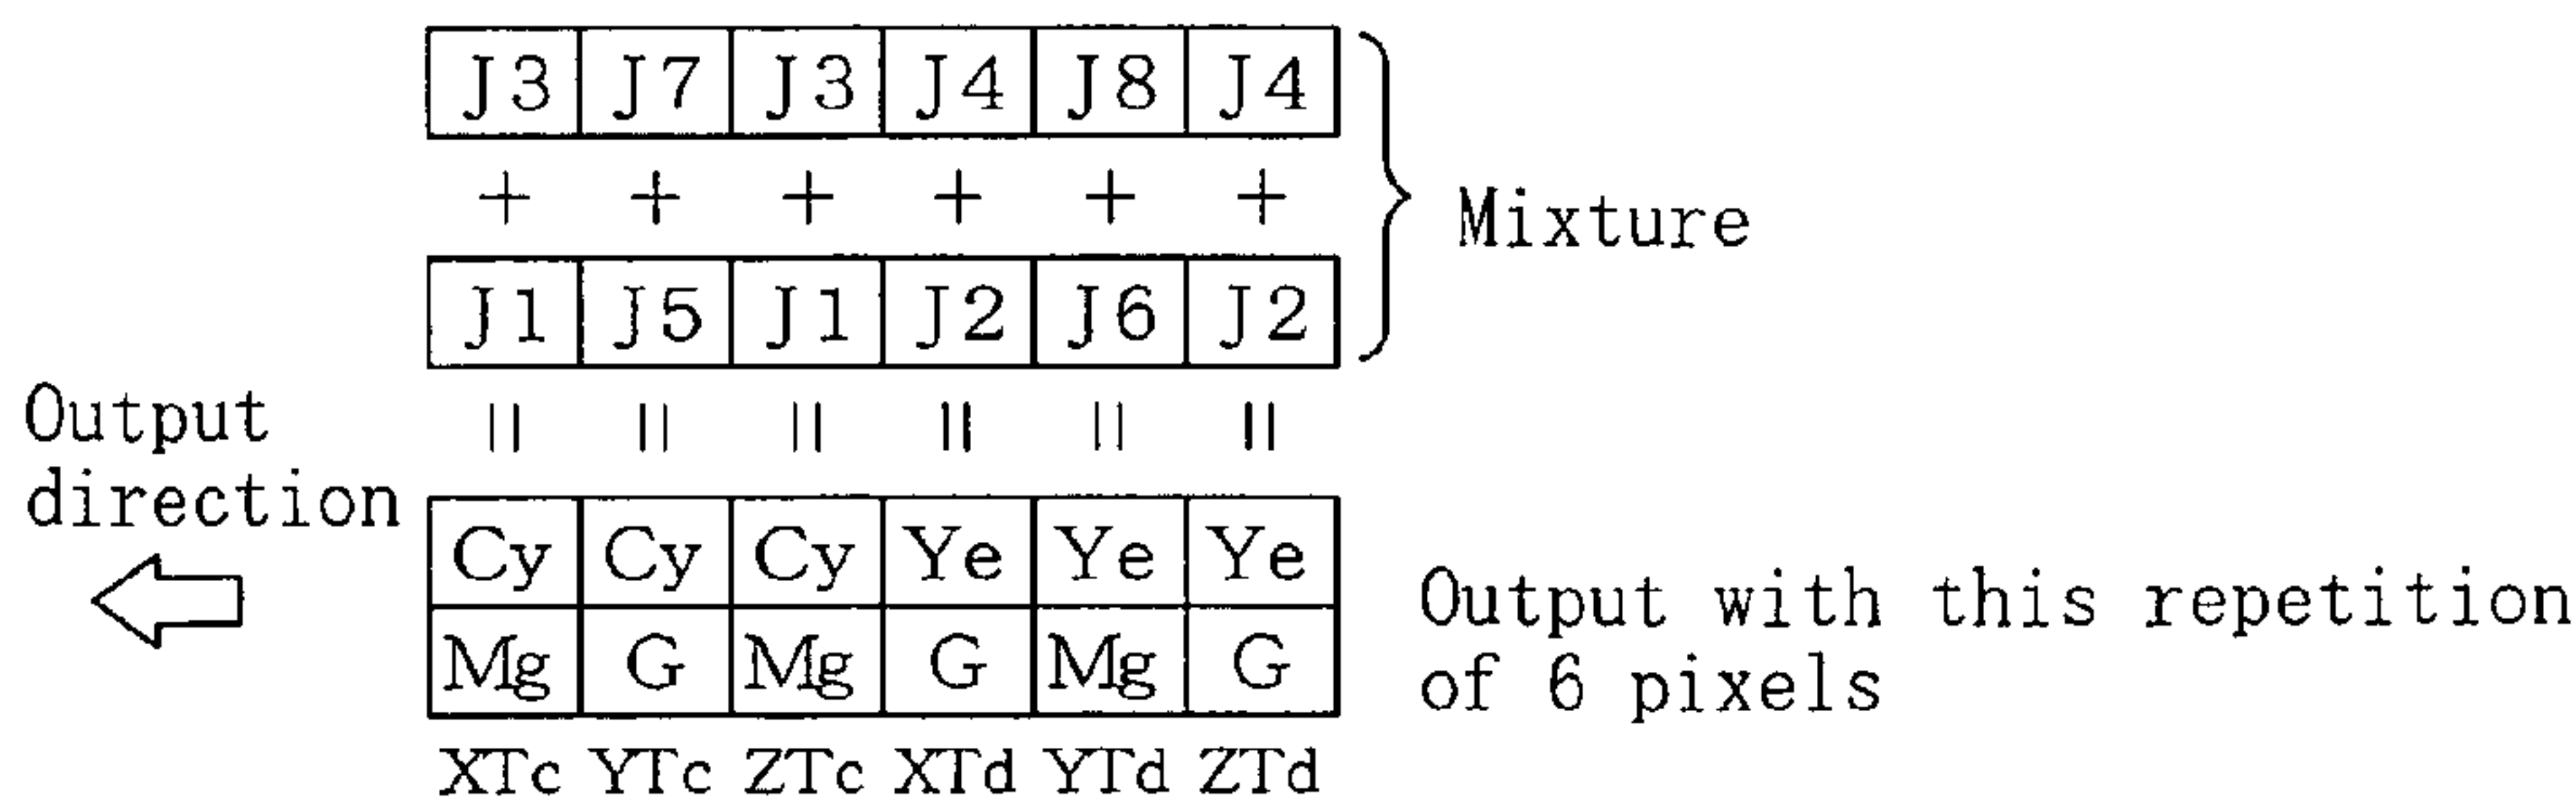 J3 J7 J3 J4 J8 J4
+ + + + + +
Mixture
J1 J5 J1 J2 J6 J2
= = = = = =
Output
direction
Cy Cy Cy Ye Ye Ye
Mg G Mg G Mg G
Output with this repetition
of 6 pixels
XTc YTc ZTc XTd YTd ZTd